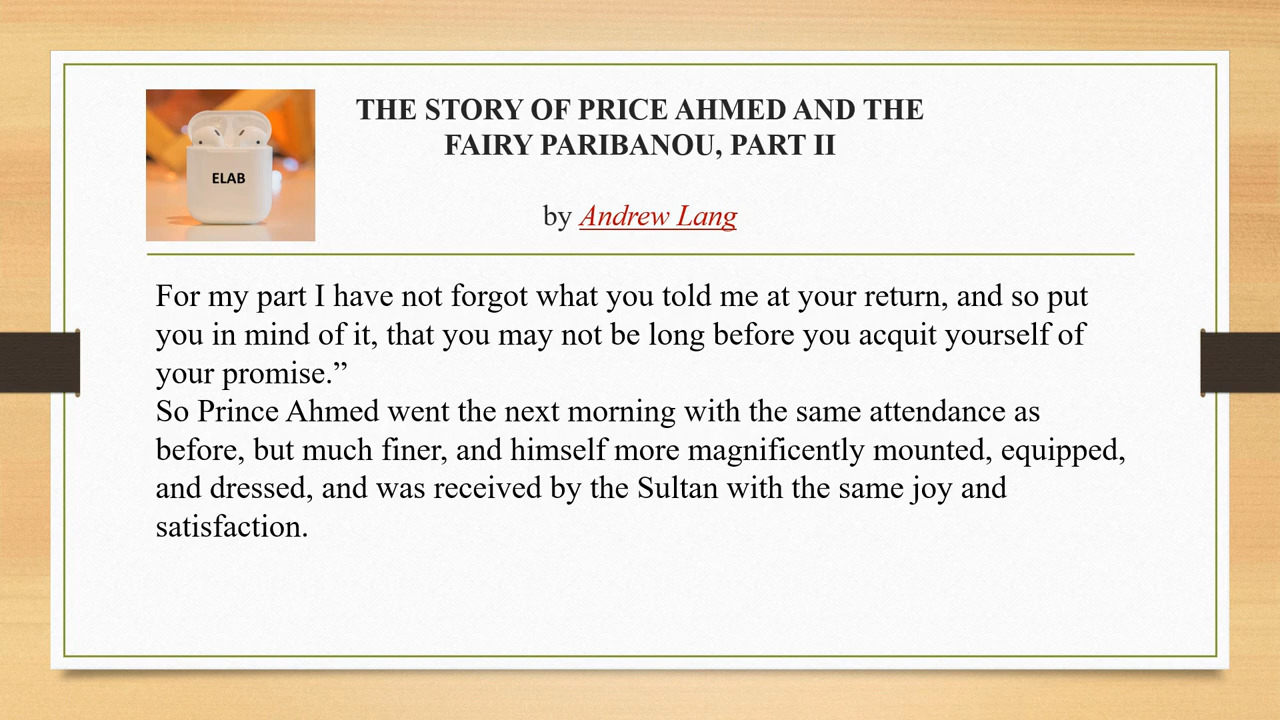 ELAB
THE STORY OF PRICE AHMED AND THE
FAIRY PARIBANOU, PART II
by Andrew Lang
For my part I have not forgot what you told me at your return, and so put
you in mind of it, that you may not be long before you acquit yourself of
your promise.”
So Prince Ahmed went the next morning with the same attendance as
before, but much finer, and himself more magnificently mounted, equipped,
and dressed, and was received by the Sultan with the same joy and
satisfaction.